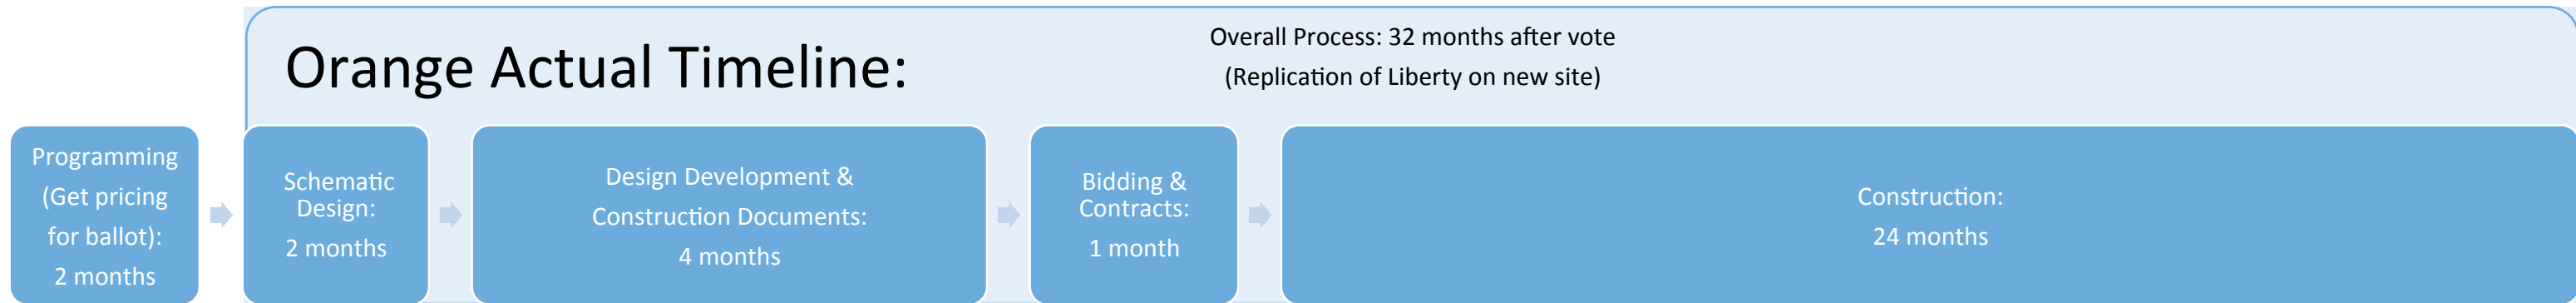 Orange Actual Timeline:
Overall Process: 32 months after vote
(Replication of Liberty on new site)
Programming
(Get pricing
for ballot):
2 months
Schematic
Design:
2 months
Design Development &
Construction Documents:
4 months
Bidding &
Contracts:
1 month
Construction:
24 months